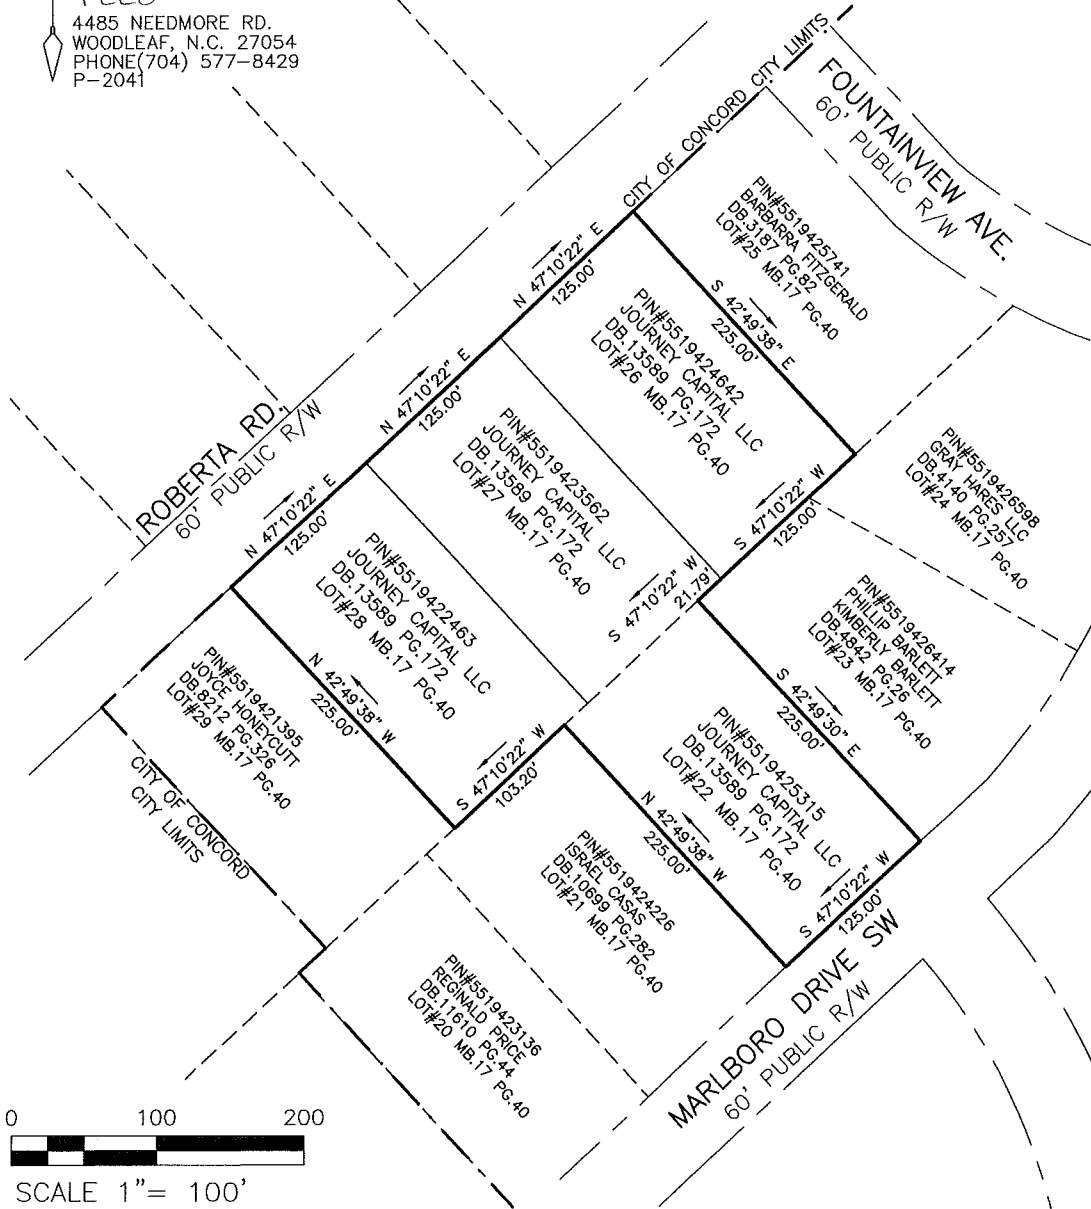 4485 NEEDMORE RD.
WOODLEAF, N.C. 27054
PHONE(704) 577-8429
P-2041
CITY OF CONCORD CITY LIMITS
FOUNTAINVIEW AVE.
60' PUBLIC R/W
PIN#5519425741
BARBARRA FITZGERALD
DB.3187 PG.82
LOT#25 MB.17 PG.40
N 47°10'22" E
125.00'
S 42°49'38" E
225.00'
PIN#5519424642
JOURNEY CAPITAL LLC
DB.13589 PG.172
LOT#26 MB.17 PG.40
N 47°10'22" E
125.00'
ROBERTA RD.
60' PUBLIC R/W
PIN#5519423562
JOURNEY CAPITAL LLC
DB.13589 PG.172
LOT#27 MB.17 PG.40
S 47°10'22" W
125.00'
PIN#5519426598
GRAY HARES LLC
DB.4140 PG.257
LOT#24 MB.17 PG.40
N 47°10'22" E
125.00'
PIN#5519422463
JOURNEY CAPITAL LLC
DB.13589 PG.172
LOT#28 MB.17 PG.40
S 47°10'22" W
21.79'
PIN#5519426414
PHILLIP BARLETT
KIMBERLY BARLETT
DB.4842 PG.26
LOT#23 MB.17 PG.40
PIN#5519421395
JOYCE HONEYCUTT
DB.8212 PG.326
LOT#29 MB.17 PG.40
N 42°49'38" W
225.00'
S 42°49'30" E
225.00'
CITY OF CONCORD
CITY LIMITS
S 47°10'22" W
103.20'
PIN#5519425315
JOURNEY CAPITAL LLC
DB.13589 PG.172
LOT#22 MB.17 PG.40
N 42°49'38" W
225.00'
PIN#5519424226
ISRAEL CASAS
DB.10699 PG.282
LOT#21 MB.17 PG.40
S 47°10'22" W
125.00'
PIN#5519423136
REGINALD PRICE
DB.11610 PG.44
LOT#20 MB.17 PG.40
MARLBORO DRIVE SW
60' PUBLIC R/W
0 100 200
SCALE 1"= 100'